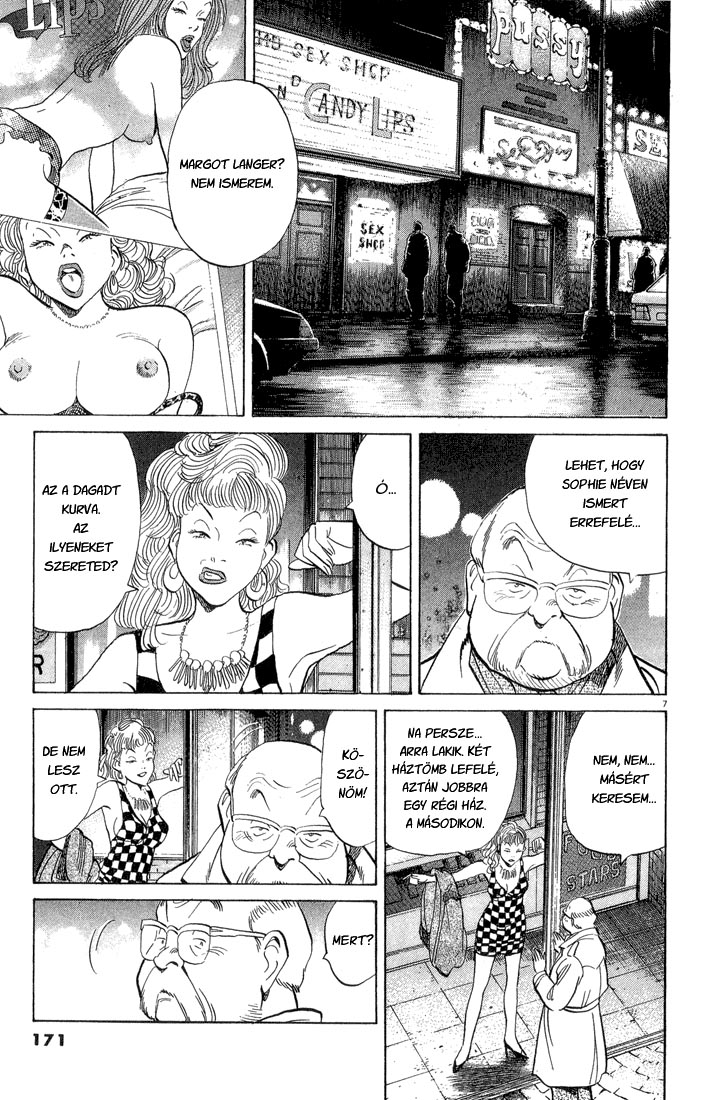 PUSSY
SEX SHOP
CANDY LIPS
SEX
SHOP
LIPS
MARGOT LANGER?
NEM ISMEREM.
LEHET, HOGY
SOPHIE NÉVEN
ISMERT
ERREFELÉ...
Ó...
AZ A DAGADT
KURVA.
AZ
ILYENEKET
SZERETED?
7
NEM, NEM...
MÁSÉRT
KERESEM...
NA PERSZE...
ARRA LAKIK. KÉT
HÁZTÖMB LEFELÉ,
AZTÁN JOBBRA
EGY RÉGI HÁZ.
A MÁSODIKON.
STARS
KÖ-
SZÖ-
NÖM!
DE NEM
LESZ
OTT.
MERT?
171